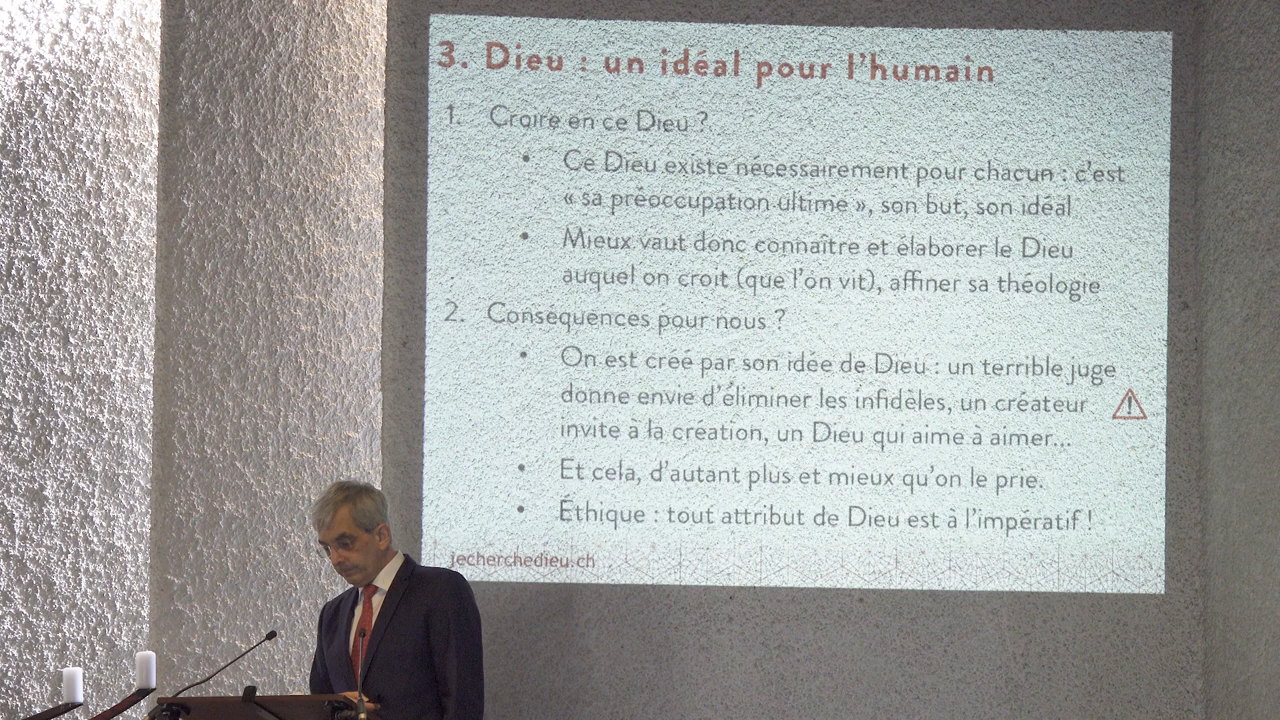 3. Dieu : un idéal pour l'humain
1. Croire en ce Dieu ?
• Ce Dieu existe nécessairement pour chacun : c'est
« sa préoccupation ultime », son but, son idéal
• Mieux vaut donc connaître et élaborer le Dieu
auquel on croit (que l'on vit), affiner sa théologie
2. Conséquences pour nous ?
• On est créé par son idée de Dieu : un terrible juge
donne envie d'éliminer les infidèles, un créateur
invite à la création, un Dieu qui aime à aimer...
• Et cela, d'autant plus et mieux qu'on le prie.
• Éthique : tout attribut de Dieu est à l'impératif !
jecherchedieu.ch